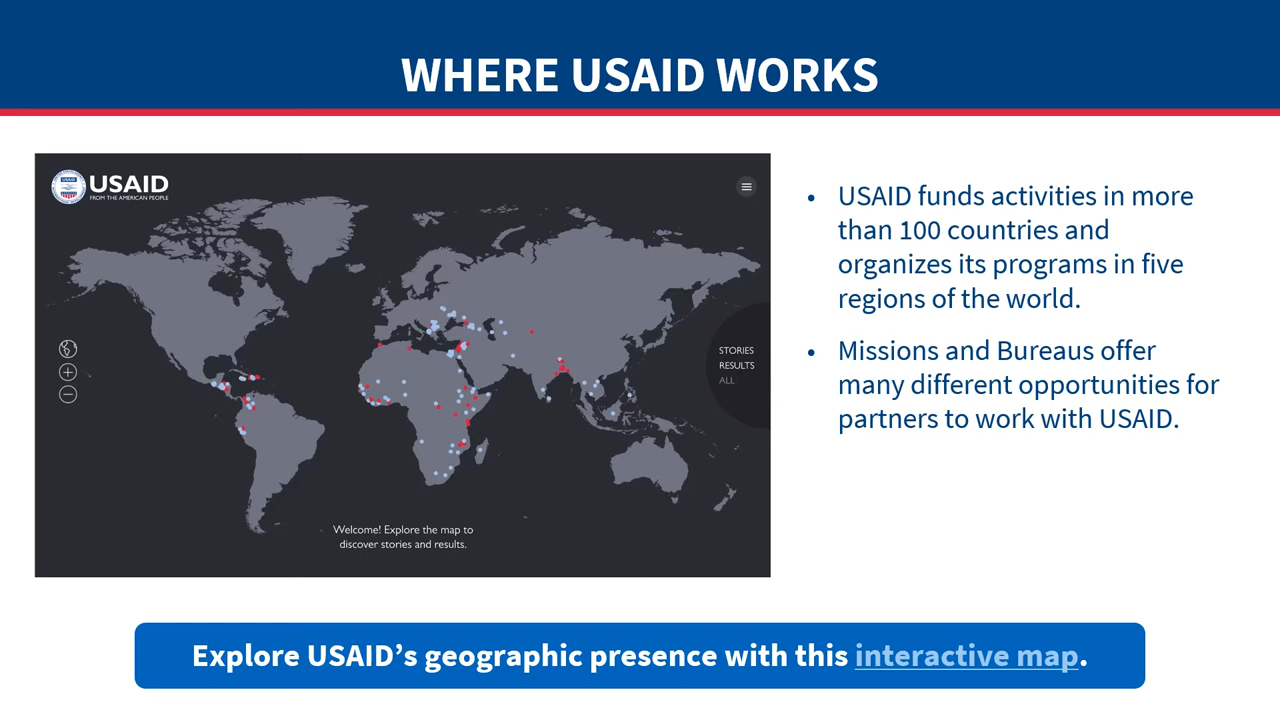 WHERE USAID WORKS
USAID
FROM THE AMERICAN PEOPLE
STORIES
RESULTS
ALL
Welcome! Explore the map to
discover stories and results.
• USAID funds activities in more
than 100 countries and
organizes its programs in five
regions of the world.
• Missions and Bureaus offer
many different opportunities for
partners to work with USAID.
Explore USAID’s geographic presence with this interactive map.